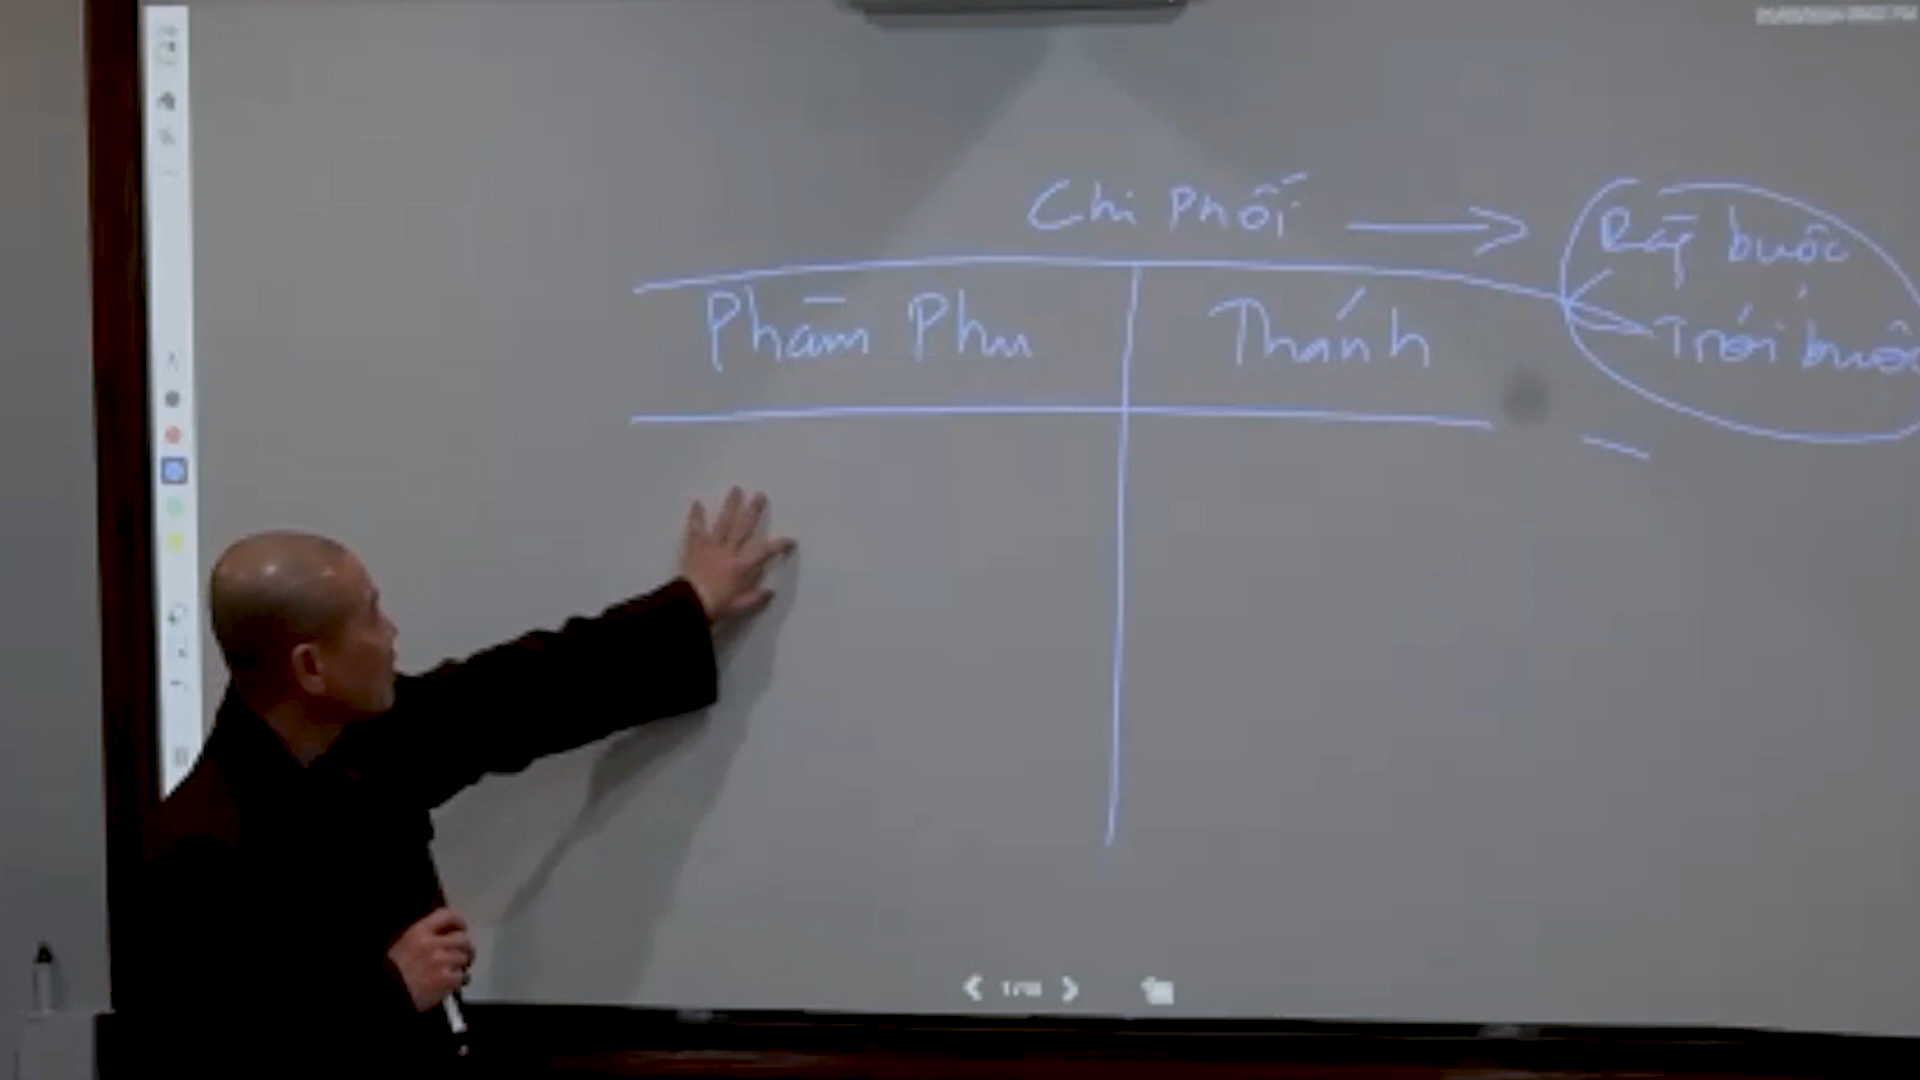 Chi Phối →
Ràng buộc
Phàm Phu
Thánh
Trói buộc